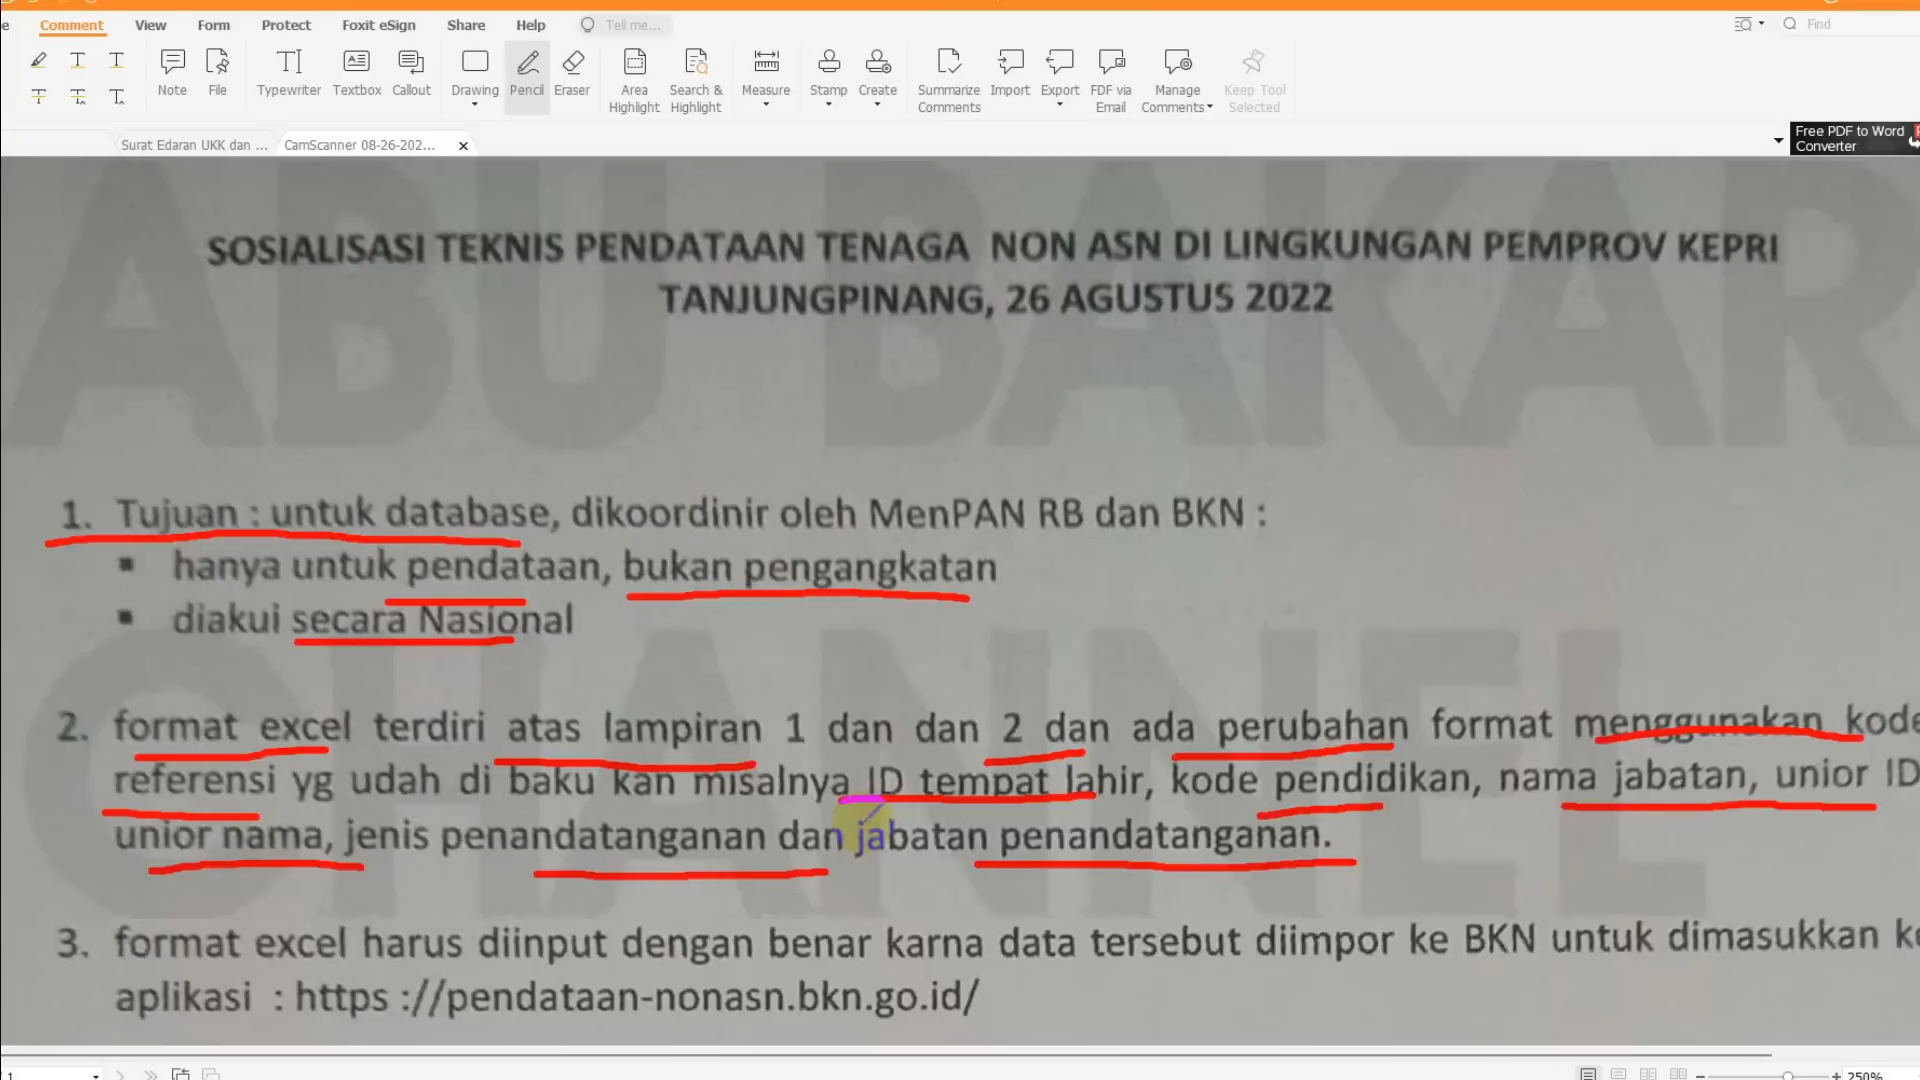 Comment View Form Protect Foxit eSign Share Help Tell me... Find
Note File Typewriter Textbox Callout Drawing Pencil Eraser Area Highlight Search & Highlight Measure Stamp Create Summarize Comments Import Export FDF via Email Manage Comments Keep Tool Selected
Surat Edaran UKK dan ... CamScanner 08-26-202... Free PDF to Word Converter
ABU BAKAR
CHANNEL
SOSIALISASI TEKNIS PENDATAAN TENAGA NON ASN DI LINGKUNGAN PEMPROV KEPRI
TANJUNGPINANG, 26 AGUSTUS 2022
1. Tujuan : untuk database, dikoordinir oleh MenPAN RB dan BKN :
▪ hanya untuk pendataan, bukan pengangkatan
▪ diakui secara Nasional
2. format excel terdiri atas lampiran 1 dan dan 2 dan ada perubahan format menggunakan kode
referensi yg udah di baku kan misalnya ID tempat lahir, kode pendidikan, nama jabatan, unior ID
unior nama, jenis penandatanganan dan jabatan penandatanganan.
3. format excel harus diinput dengan benar karna data tersebut diimpor ke BKN untuk dimasukkan ke
aplikasi : https ://pendataan-nonasn.bkn.go.id/
/ 1 250%